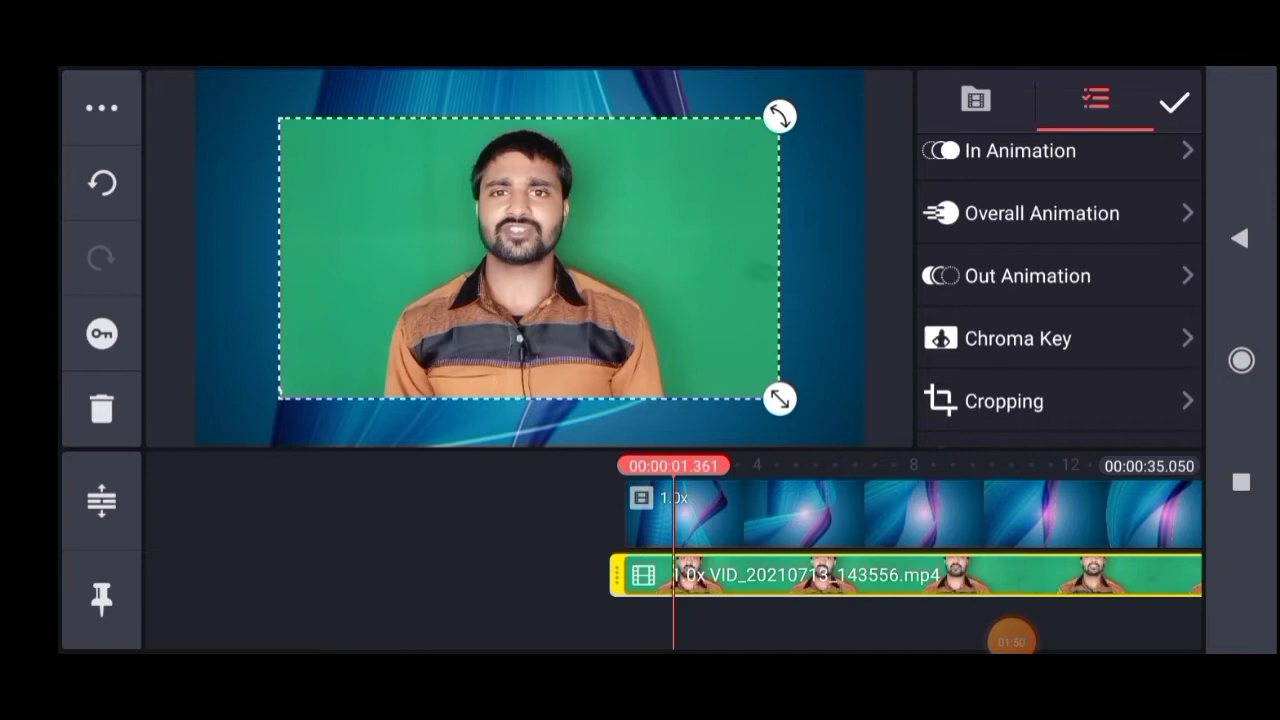 In Animation
Overall Animation
Out Animation
Chroma Key
Cropping
00:00:01.361
4
8
12
00:00:35.050
1.0x
1.0x VID_20210713_143556.mp4
01:50